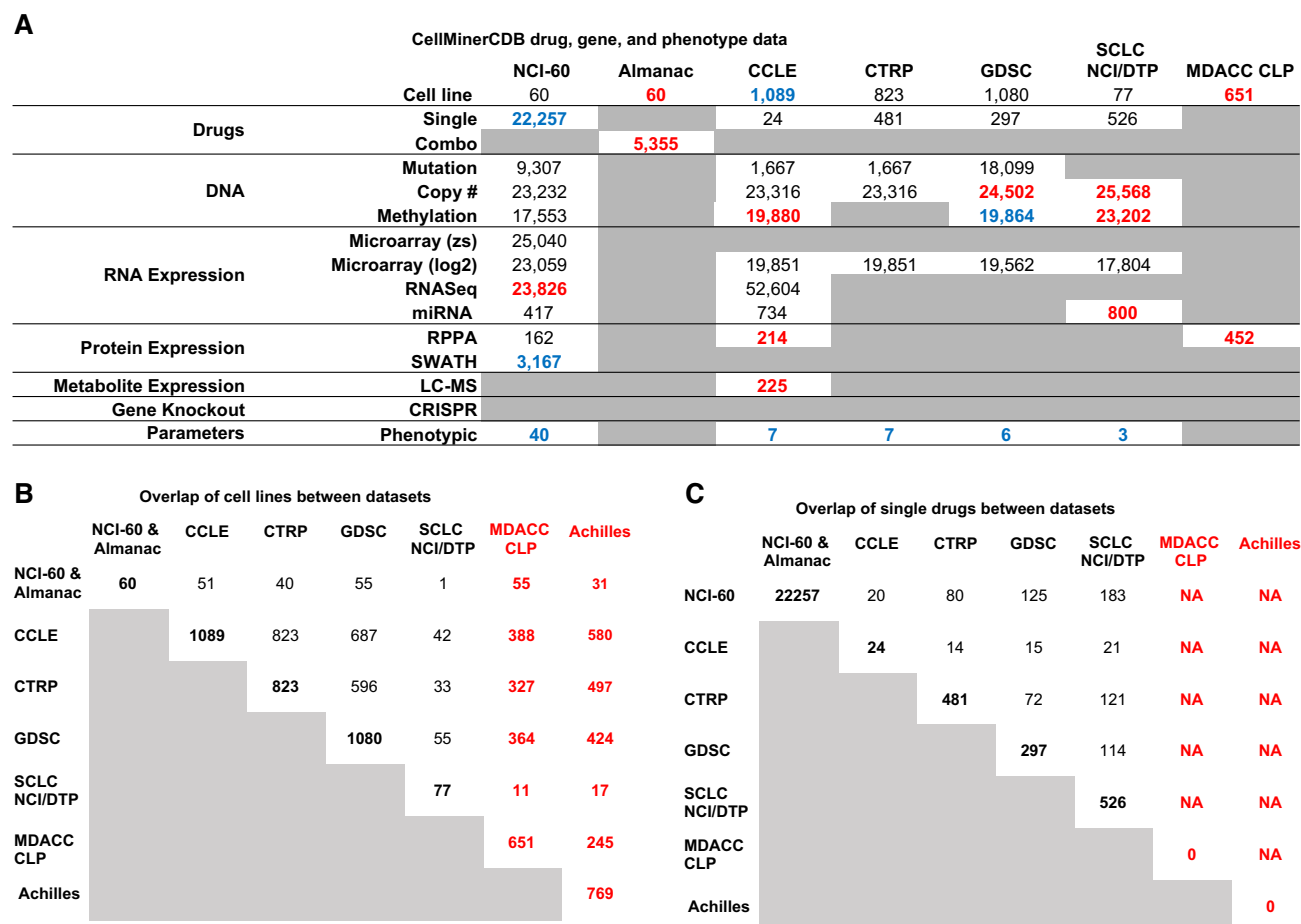 A
CellMinerCDB drug, gene, and phenotype data
NCI-60 Almanac CCLE CTRP GDSC SCLC NCI/DTP MDACC CLP
Cell line 60 60 1,089 823 1,080 77 651
Drugs
Single 22,257 24 481 297 526
Combo 5,355
DNA
Mutation 9,307 1,667 1,667 18,099
Copy # 23,232 23,316 23,316 24,502 25,568
Methylation 17,553 19,880 19,864 23,202
RNA Expression
Microarray (zs) 25,040
Microarray (log2) 23,059 19,851 19,851 19,562 17,804
RNASeq 23,826 52,604
miRNA 417 734 800
Protein Expression
RPPA 162 214 452
SWATH 3,167
Metabolite Expression LC-MS 225
Gene Knockout CRISPR
Parameters Phenotypic 40 7 7 6 3
B
Overlap of cell lines between datasets
NCI-60 & Almanac CCLE CTRP GDSC SCLC NCI/DTP MDACC CLP Achilles
NCI-60 & Almanac 60 51 40 55 1 55 31
CCLE 1089 823 687 42 388 580
CTRP 823 596 33 327 497
GDSC 1080 55 364 424
SCLC NCI/DTP 77 11 17
MDACC CLP 651 245
Achilles 769
C
Overlap of single drugs between datasets
NCI-60 & Almanac CCLE CTRP GDSC SCLC NCI/DTP MDACC CLP Achilles
NCI-60 22257 20 80 125 183 NA NA
CCLE 24 14 15 21 NA NA
CTRP 481 72 121 NA NA
GDSC 297 114 NA NA
SCLC NCI/DTP 526 NA NA
MDACC CLP 0 NA
Achilles 0